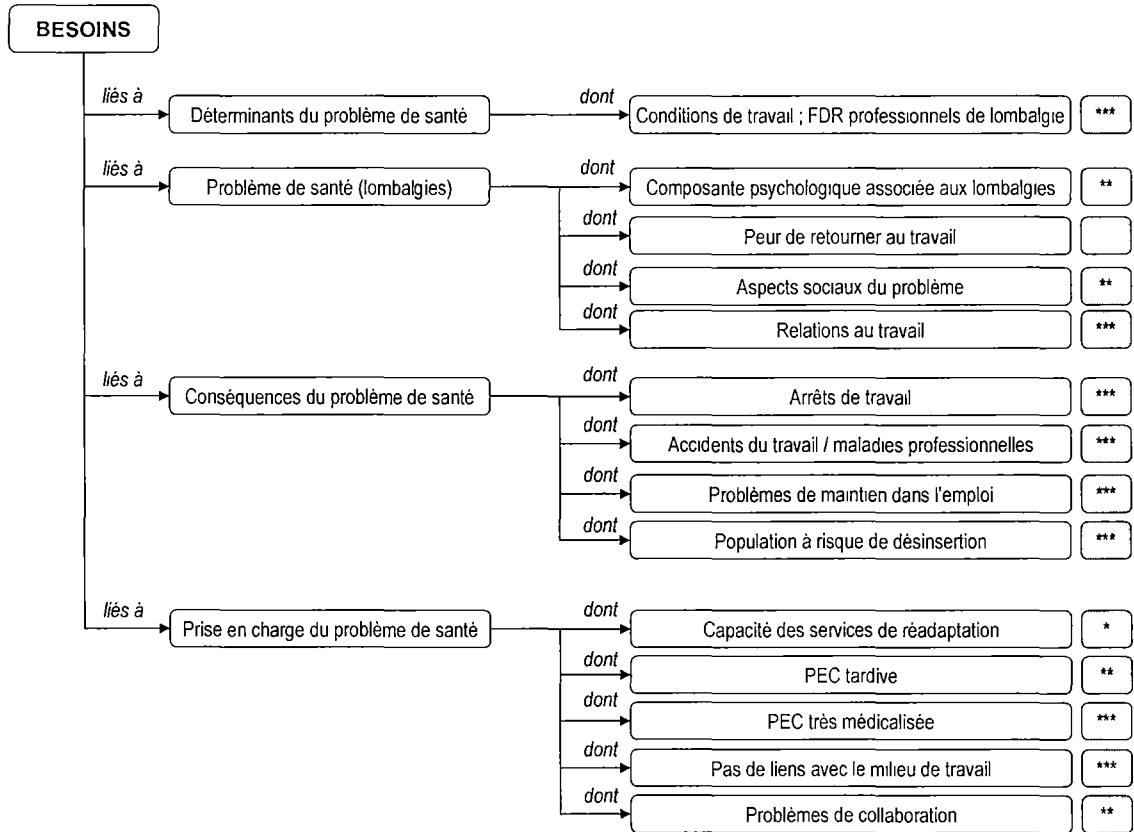 BESOINS
liés à
Déterminants du problème de santé
dont
Conditions de travail ; FDR professionnels de lombalgie
***
liés à
Problème de santé (lombalgies)
dont
Composante psychologique associée aux lombalgies
**
dont
Peur de retourner au travail
dont
Aspects sociaux du problème
**
dont
Relations au travail
***
liés à
Conséquences du problème de santé
dont
Arrêts de travail
***
dont
Accidents du travail / maladies professionnelles
***
dont
Problèmes de maintien dans l'emploi
***
dont
Population à risque de désinsertion
***
liés à
Prise en charge du problème de santé
dont
Capacité des services de réadaptation
*
dont
PEC tardive
**
dont
PEC très médicalisée
***
dont
Pas de liens avec le milieu de travail
***
dont
Problèmes de collaboration
**